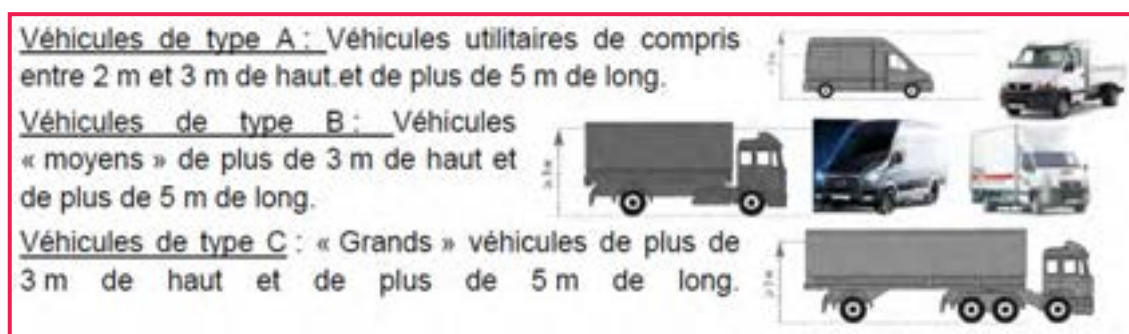 Véhicules de type A : Véhicules utilitaires de compris
entre 2 m et 3 m de haut.et de plus de 5 m de long.
Véhicules de type B : Véhicules
« moyens » de plus de 3 m de haut et
de plus de 5 m de long.
Véhicules de type C : « Grands » véhicules de plus de
3 m de haut et de plus de 5 m de long.